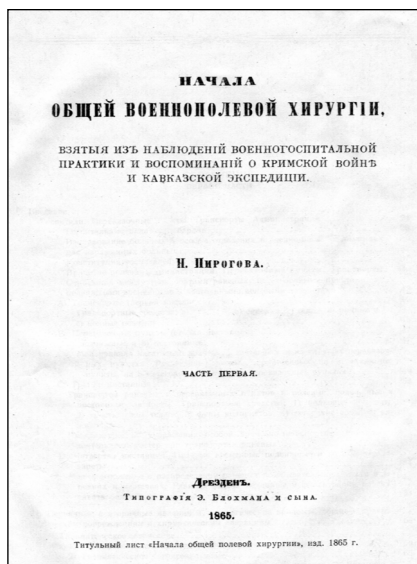 НАЧАЛА
ОБЩЕЙ ВОЕННОПОЛЕВОЙ ХИРУРГІИ,
ВЗЯТЫЯ ИЗЪ НАБЛЮДЕНІЙ ВОЕННОГОСПИТАЛЬНОЙ
ПРАКТИКИ И ВОСПОМИНАНІЙ О КРИМСКОЙ ВОЙНѢ
И КАВКАЗСКОЙ ЭКСПЕДИЦІИ.
Н. ПИРОГОВА.
ЧАСТЬ ПЕРВАЯ.
ДРЕЗДЕНЪ.
ТИПОГРАФІЯ Э. БЛОХМАНА И СЫНА.
1865.
Титульный лист «Начала общей полевой хирургии», изд. 1865 г.